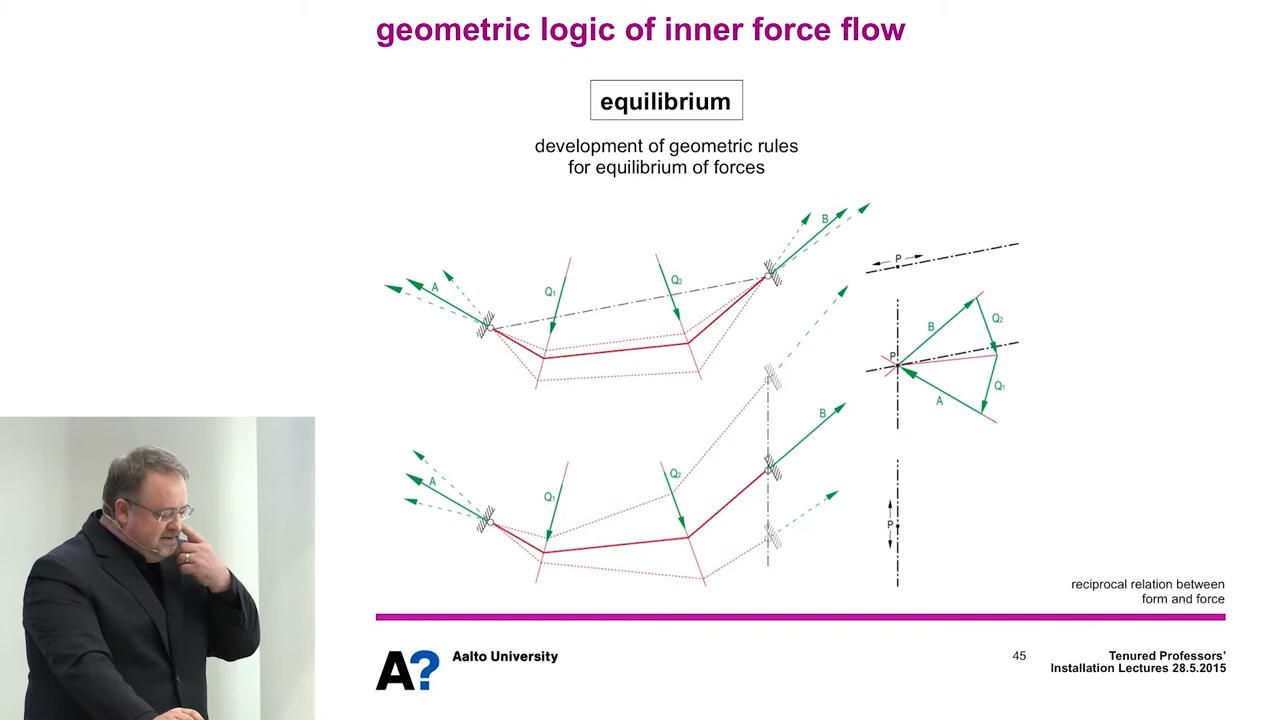 geometric logic of inner force flow
equilibrium
development of geometric rules
for equilibrium of forces
A
Q1
Q2
B
P
B
Q2
P
Q1
A
A
Q1
Q2
B
P
reciprocal relation between
form and force
A?
Aalto University
45
Tenured Professors'
Installation Lectures 28.5.2015